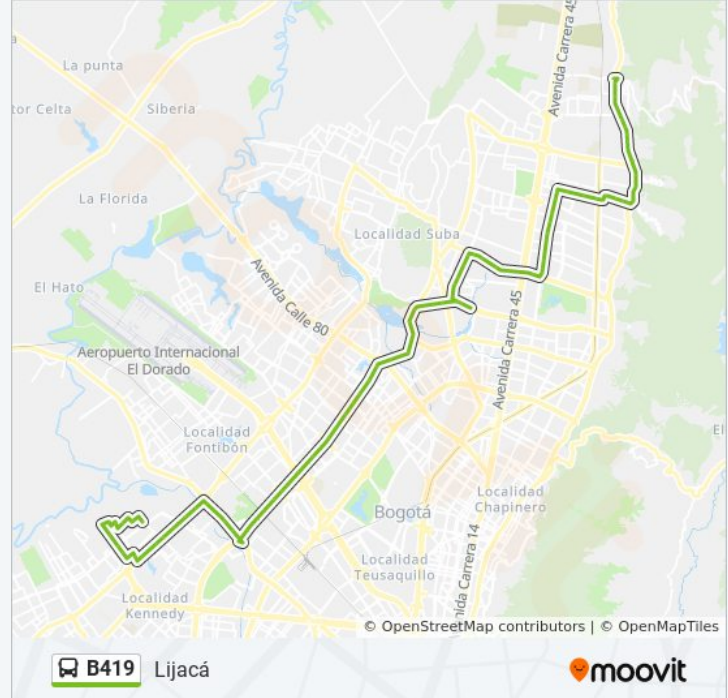 Avenida Carrera 45
La punta
tor Celta
Siberia
La Florida
Localidad Suba
El Hato
Avenida Calle 80
Avenida Carrera 45
Aeropuerto Internacional
El Dorado
El
Localidad
Fontibón
Localidad
Chapinero
Bogotá
Localidad
Teusaquillo
nida Carrera 14
Localidad
Kennedy
© OpenStreetMap contributors | © OpenMapTiles
B419 Lijacá
moovit